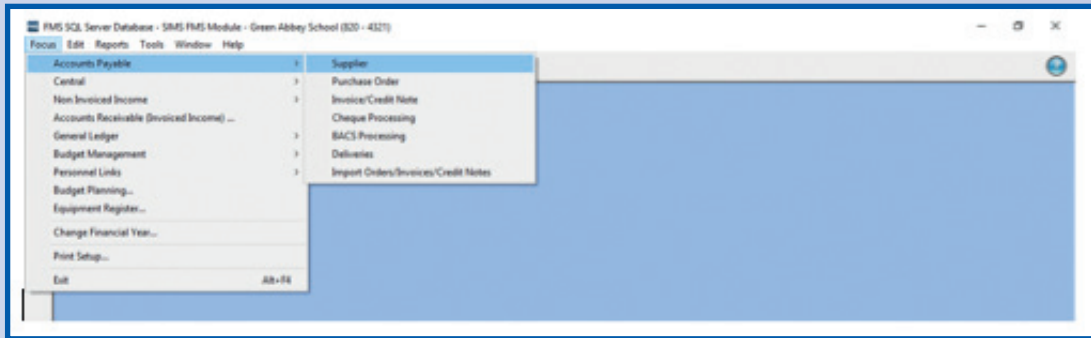 FMS SQL Server Database - SIMS FMS Module - Green Abbey School (820 - 4321)
Focus Edit Reports Tools Window Help
Accounts Payable
Central
Non Invoiced Income
Accounts Receivable (Invoiced Income) ...
General Ledger
Budget Management
Personnel Links
Budget Planning...
Equipment Register...
Change Financial Year...
Print Setup...
Exit Alt+F4
Supplier
Purchase Order
Invoice/Credit Note
Cheque Processing
BACS Processing
Deliveries
Import Orders/Invoices/Credit Notes